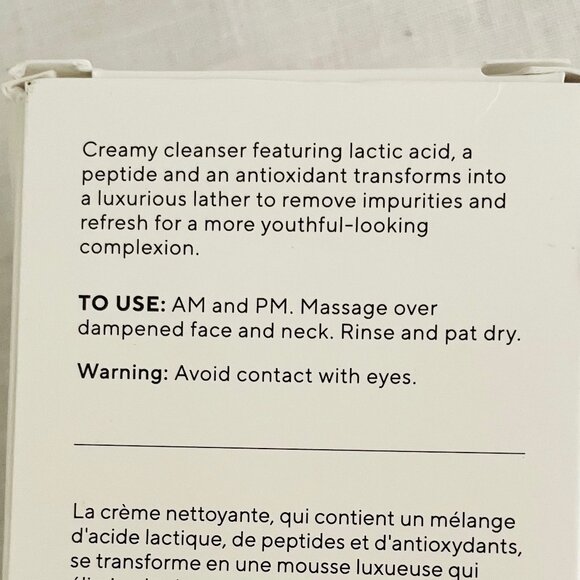 Creamy cleanser featuring lactic acid, a
peptide and an antioxidant transforms into
a luxurious lather to remove impurities and
refresh for a more youthful-looking
complexion.
TO USE: AM and PM. Massage over
dampened face and neck. Rinse and pat dry.
Warning: Avoid contact with eyes.
La crème nettoyante, qui contient un mélange
d'acide lactique, de peptides et d'antioxydants,
se transforme en une mousse luxueuse qui